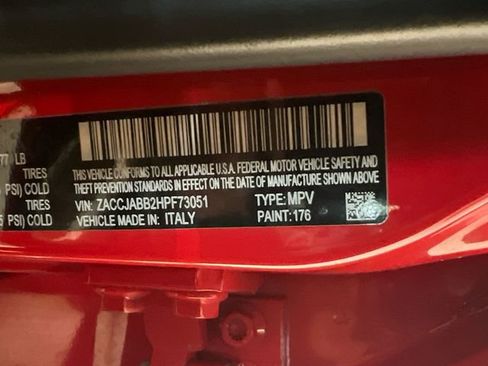 77 LB
TIRES
PSI) COLD
TIRES
5 PSI) COLD
THIS VEHICLE CONFORMS TO ALL APPLICABLE U.S.A. FEDERAL MOTOR VEHICLE SAFETY AND
THEFT PREVENTION STANDARDS IN EFFECT ON THE DATE OF MANUFACTURE SHOWN ABOVE.
VIN: ZACCJABB2HPF73051 TYPE: MPV
VEHICLE MADE IN: ITALY PAINT: 176